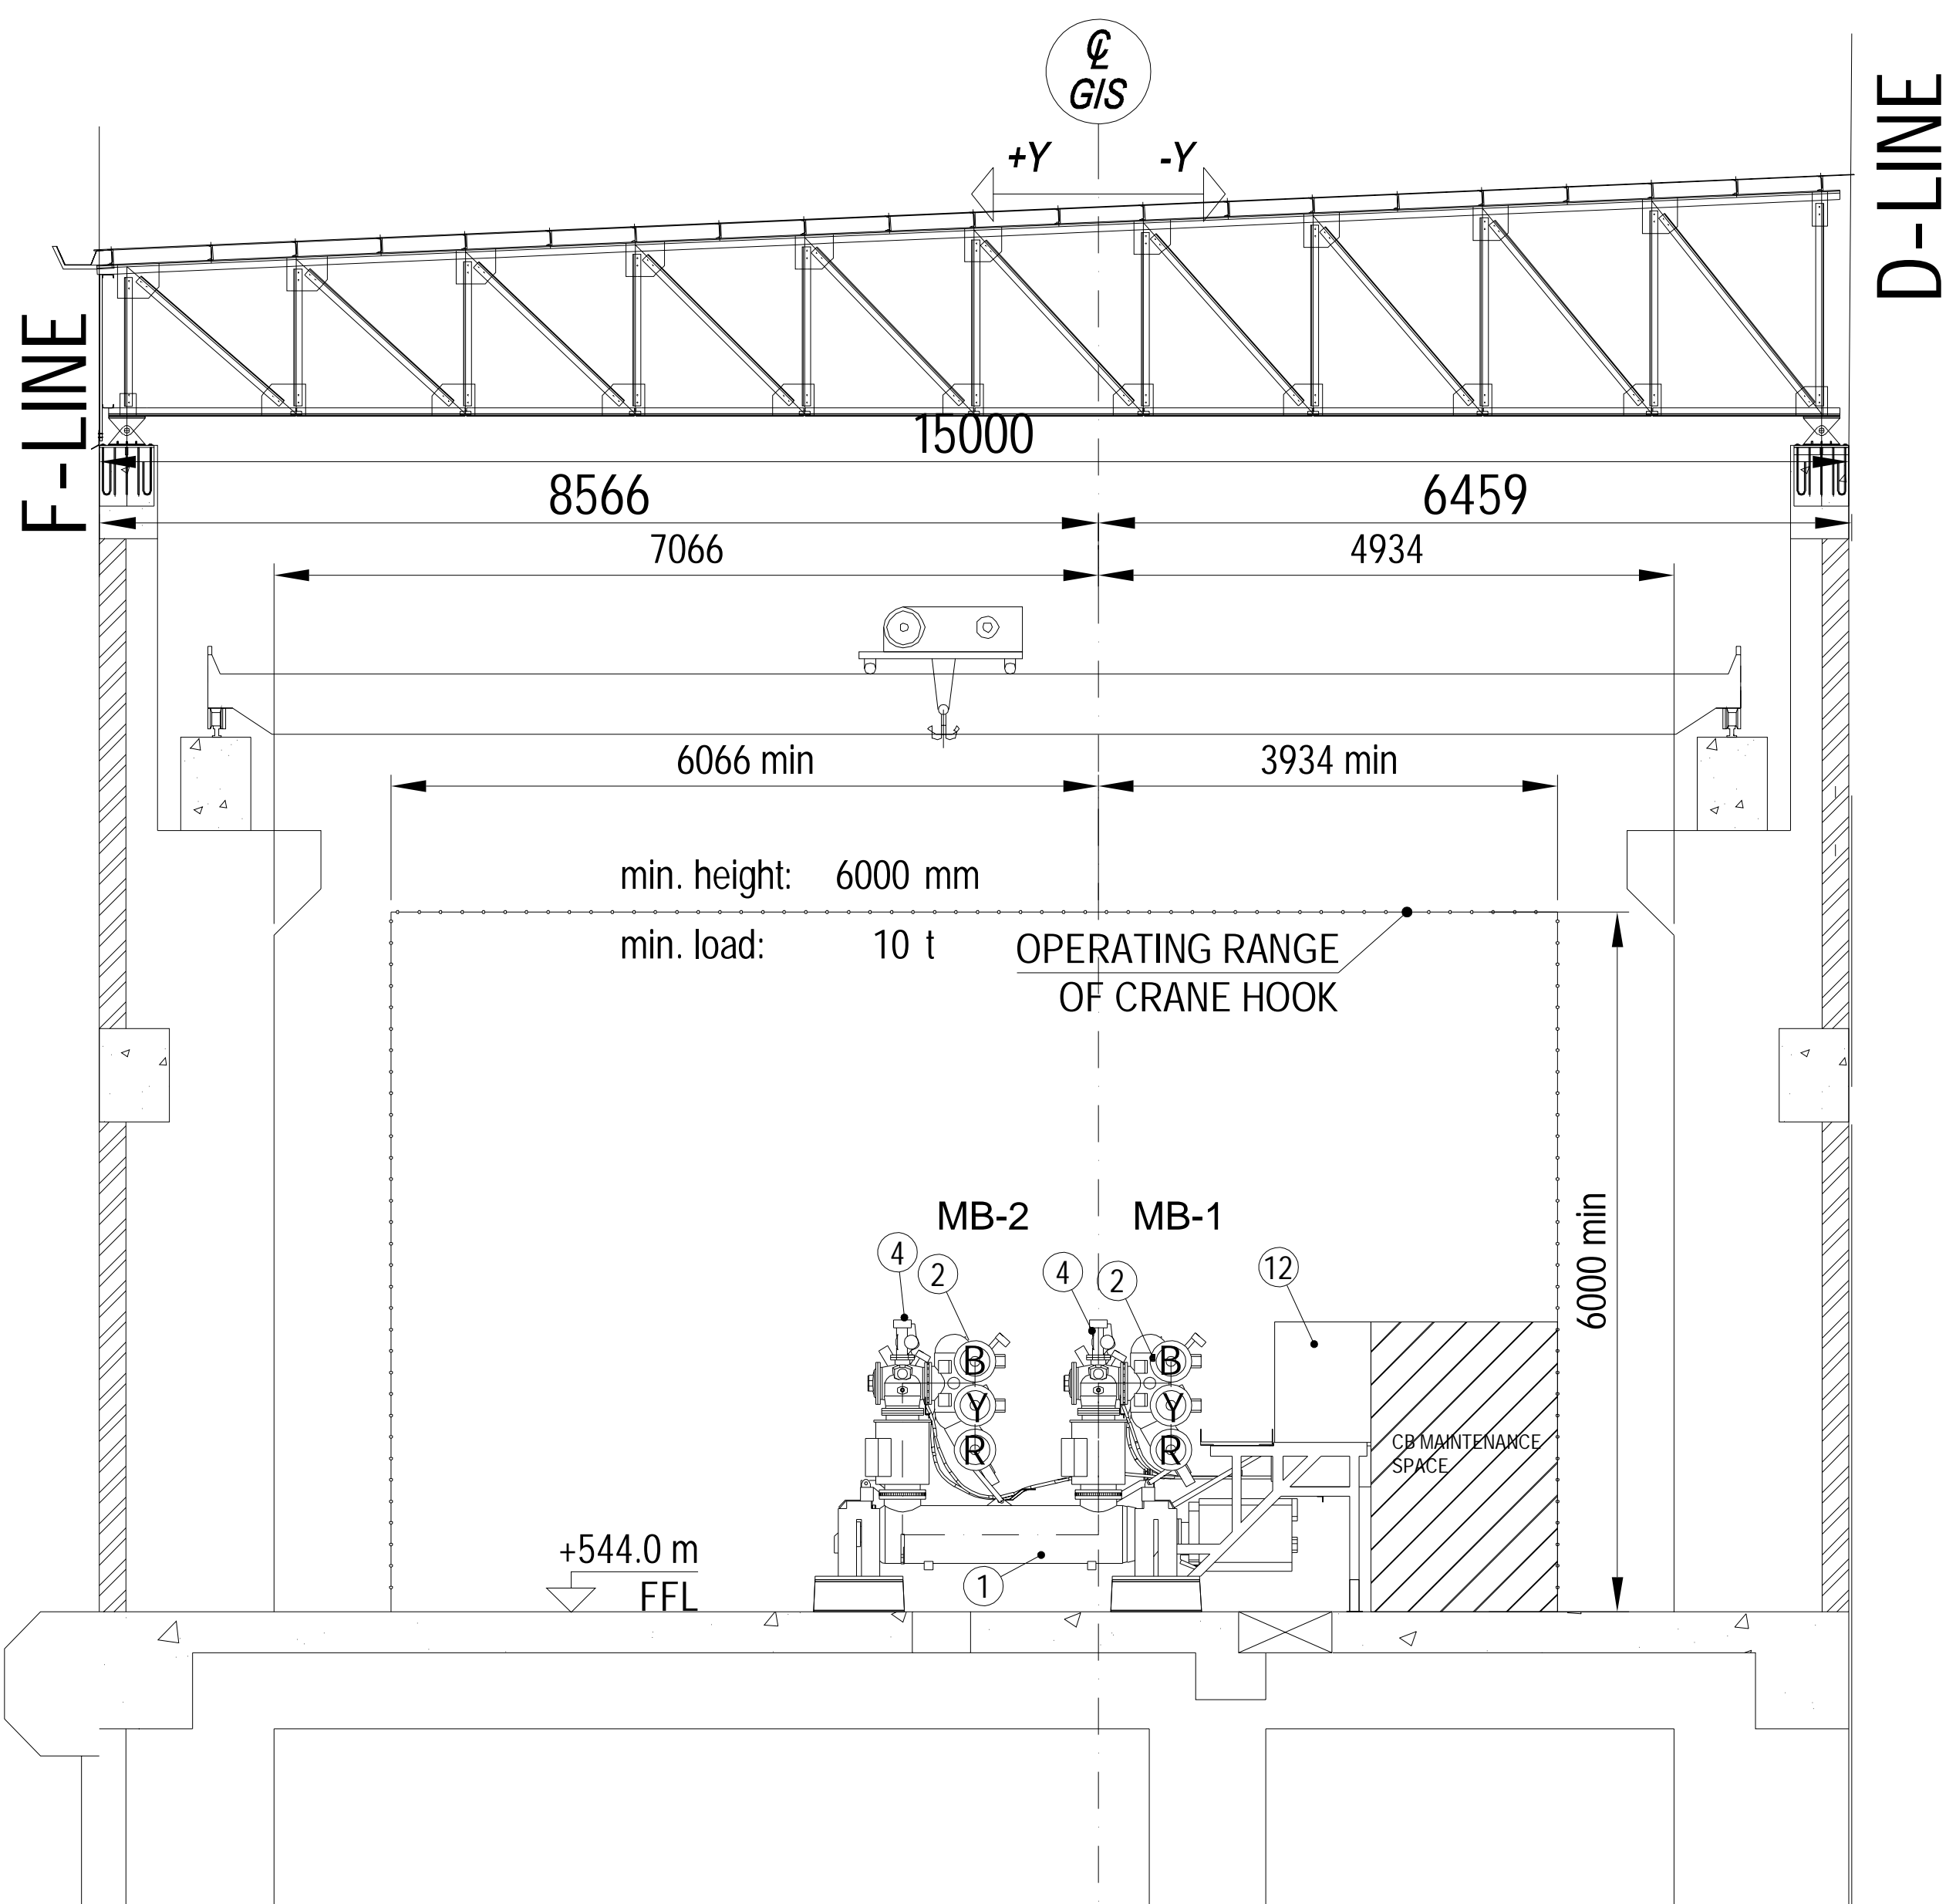 ℄
G/S
+Y -Y
D-LINE
F-LINE
15000
8566 6459
7066 4934
6066 min 3934 min
min. height: 6000 mm
min. load: 10 t
OPERATING RANGE
OF CRANE HOOK
6000 min
MB-2 MB-1
4 2 4 2 12
B B
Y Y
R R
CB MAINTENANCE
SPACE
+544.0 m
FFL
1